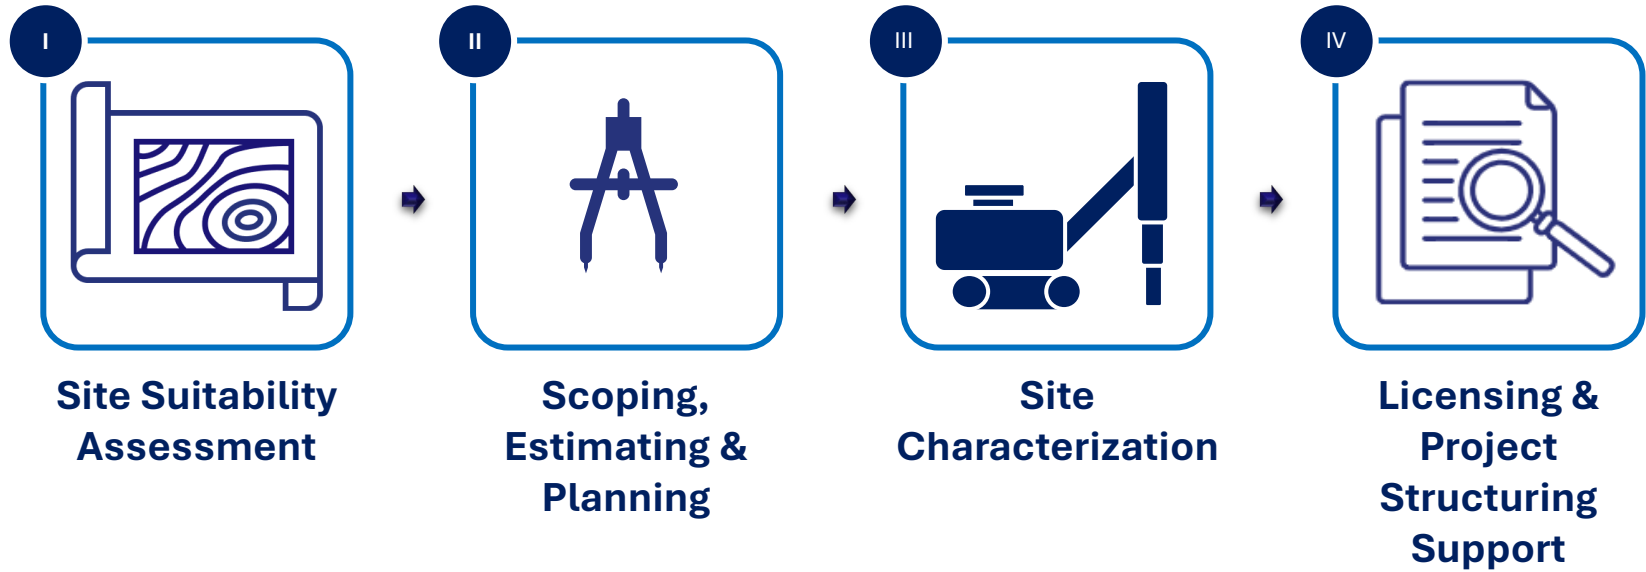 I
II
III
IV
Site Suitability
Assessment
Scoping,
Estimating &
Planning
Site
Characterization
Licensing &
Project
Structuring
Support